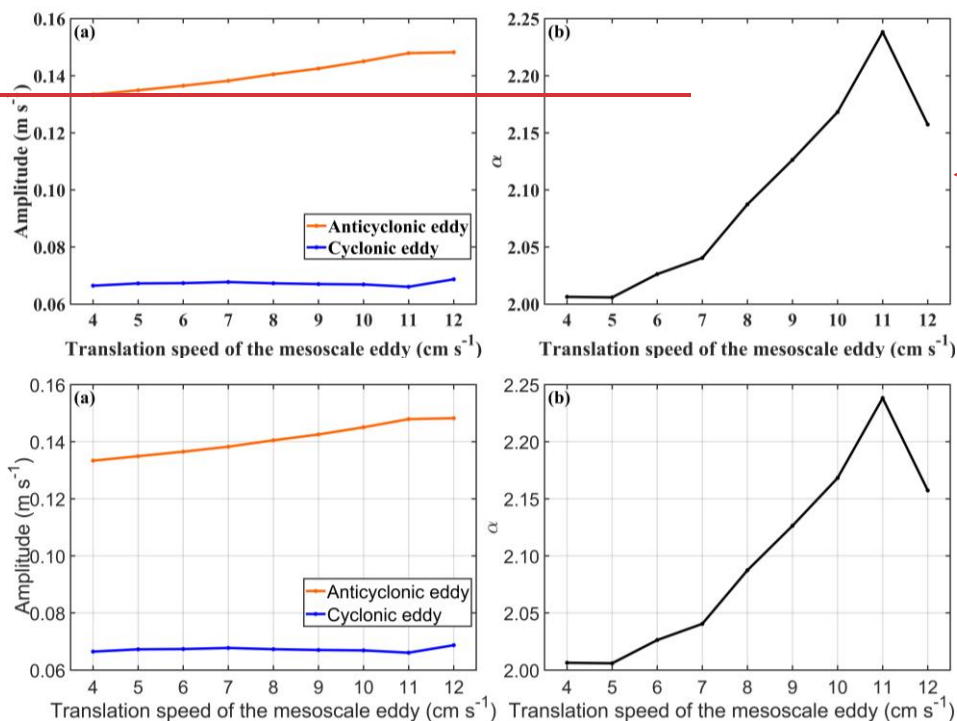 (a)
0.16
0.14
0.12
0.10
0.08
0.06
Amplitude (m s⁻¹)
Anticyclonic eddy
Cyclonic eddy
4 5 6 7 8 9 10 11 12
Translation speed of the mesoscale eddy (cm s⁻¹)
(b)
2.25
2.20
2.15
2.10
2.05
2.00
α
4 5 6 7 8 9 10 11 12
Translation speed of the mesoscale eddy (cm s⁻¹)
(a)
0.16
0.14
0.12
0.10
0.08
0.06
Amplitude (m s⁻¹)
Anticyclonic eddy
Cyclonic eddy
4 5 6 7 8 9 10 11 12
Translation speed of the mesoscale eddy (cm s⁻¹)
(b)
2.25
2.20
2.15
2.10
2.05
2.00
α
4 5 6 7 8 9 10 11 12
Translation speed of the mesoscale eddy (cm s⁻¹)